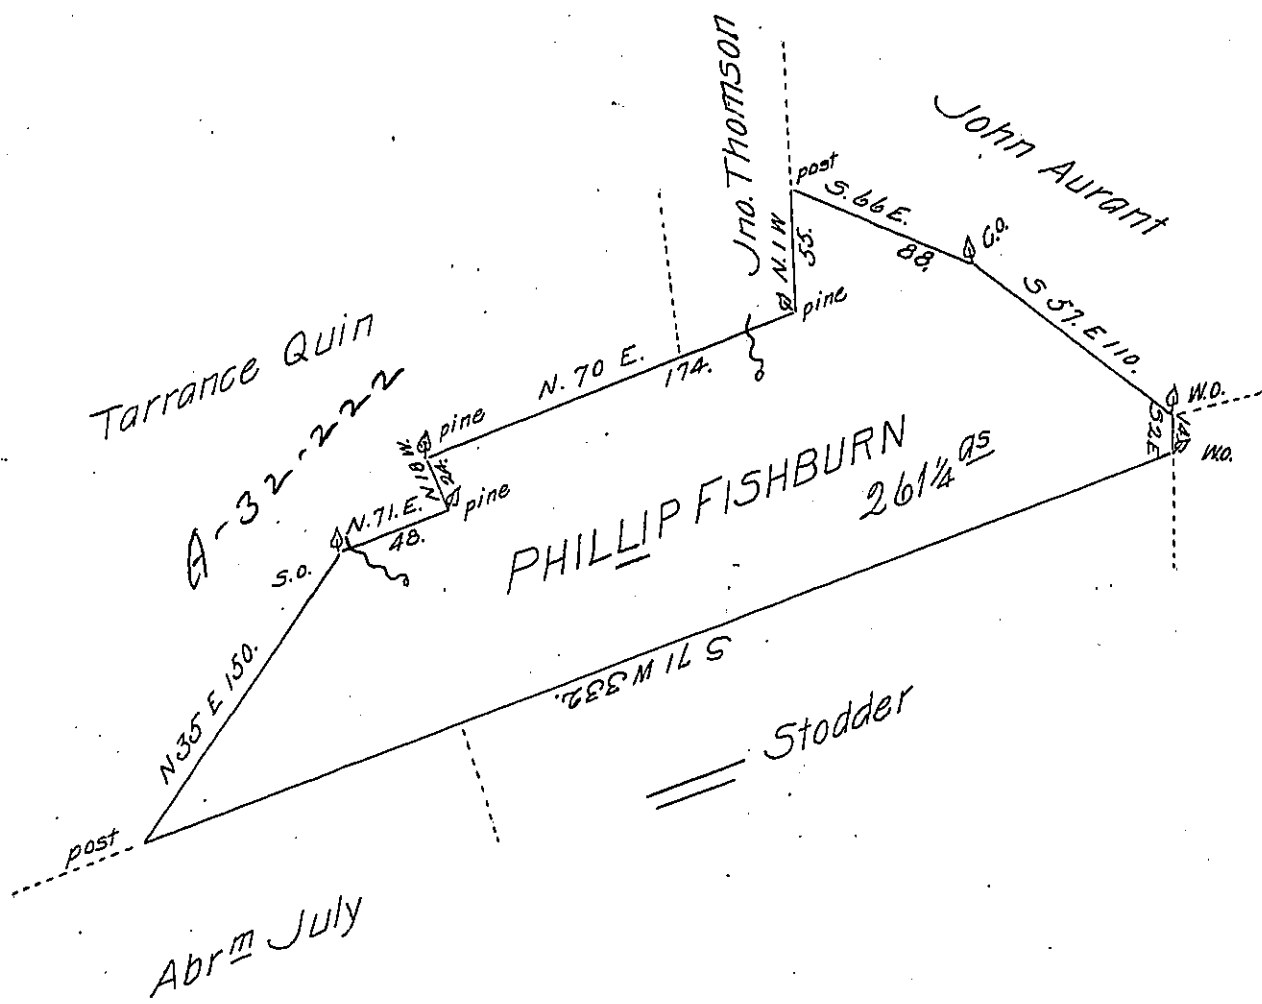 Jno. Thomson
John Aurant
post
S. 66 E.
88.
C.O.
N. 1 W
55.
pine
S 57. E 110.
W.O.
52E
W.O.
Tarrance Quin
A-32-222
N. 70 E.
174.
pine
N 18 W.
24.
pine
N. 71. E.
48.
S.O.
PHILLIP FISHBURN
261¼ as
N 35 E 150.
S 71 W 332.
Stodder
post
Abrm July